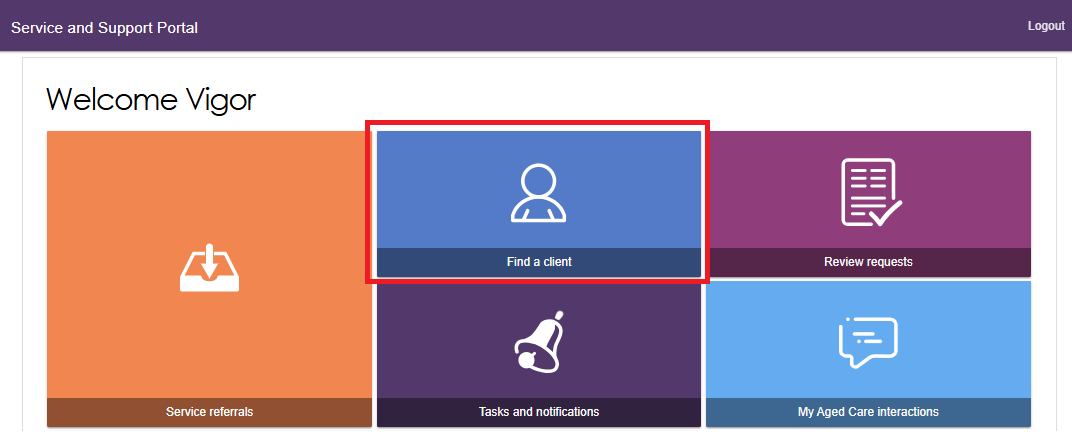 Service and Support Portal
Logout
Welcome Vigor
Find a client
Review requests
Service referrals
Tasks and notifications
My Aged Care interactions